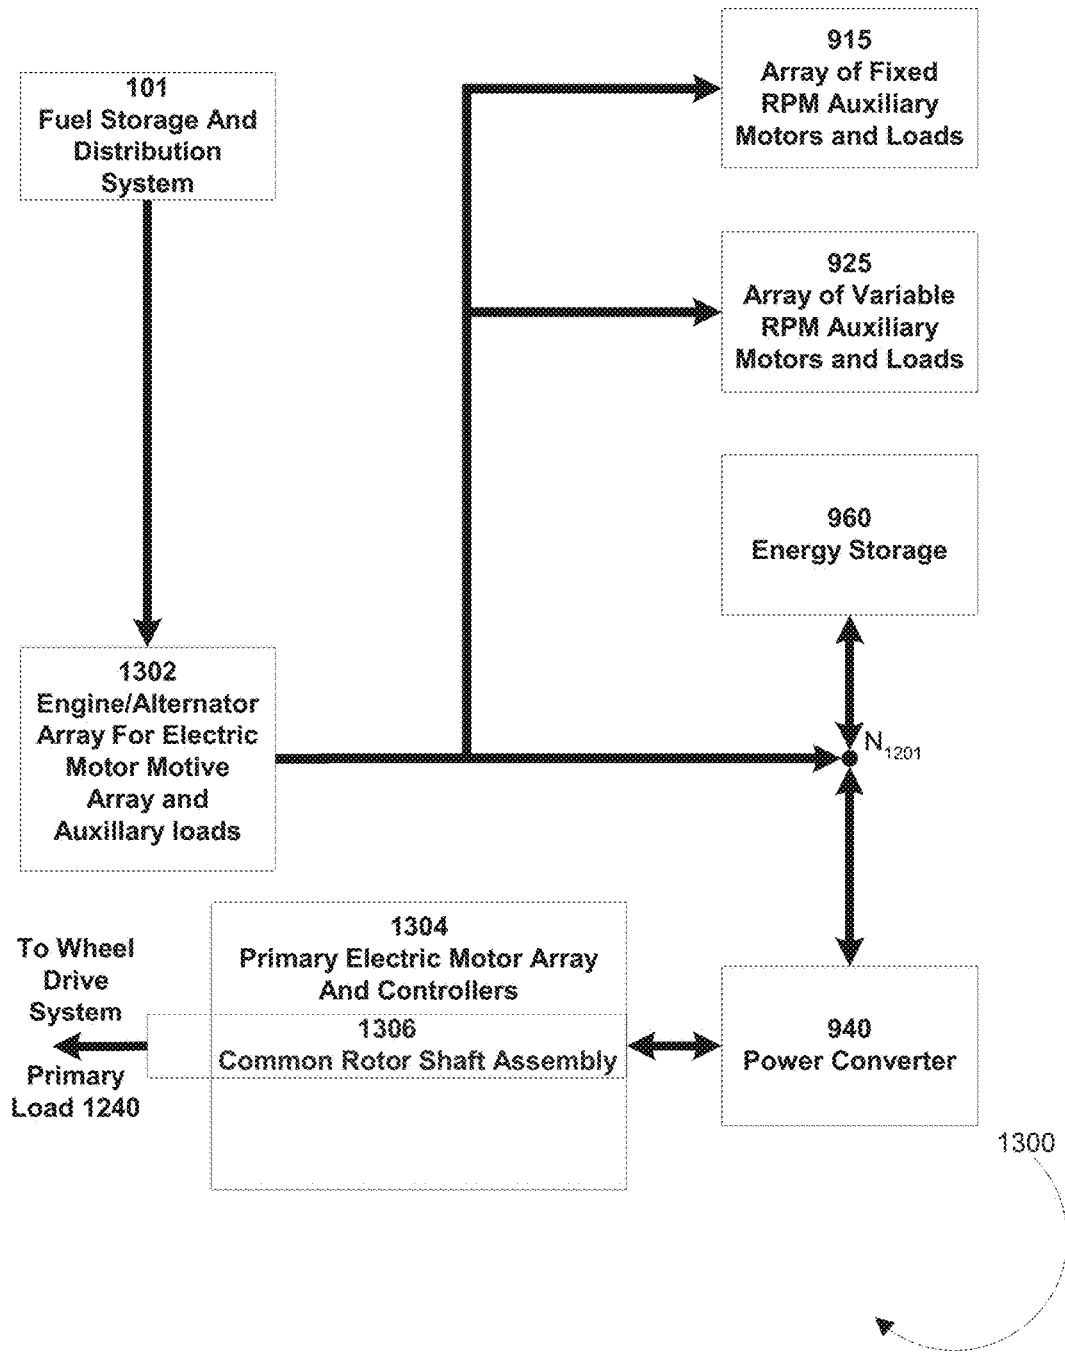 101
Fuel Storage And
Distribution
System
915
Array of Fixed
RPM Auxiliary
Motors and Loads
925
Array of Variable
RPM Auxiliary
Motors and Loads
960
Energy Storage
1302
Engine/Alternator
Array For Electric
Motor Motive
Array and
Auxillary loads
N1201
1304
Primary Electric Motor Array
And Controllers
1306
Common Rotor Shaft Assembly
To Wheel
Drive
System
Primary
Load 1240
940
Power Converter
1300